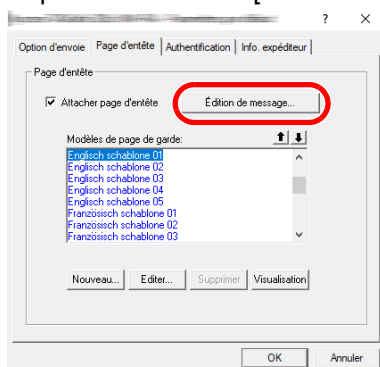 ? ×
Option d'envoie Page d'entête Authentification Info. expéditeur
Page d'entête
Attacher page d'entête Édition de message...
Modèles de page de garde:
Englisch schablone 01
Englisch schablone 02
Englisch schablone 03
Englisch schablone 04
Englisch schablone 05
Französisch schablone 01
Französisch schablone 02
Französisch schablone 03
Nouveau... Editer... Supprimer Visualisation
OK Annuler